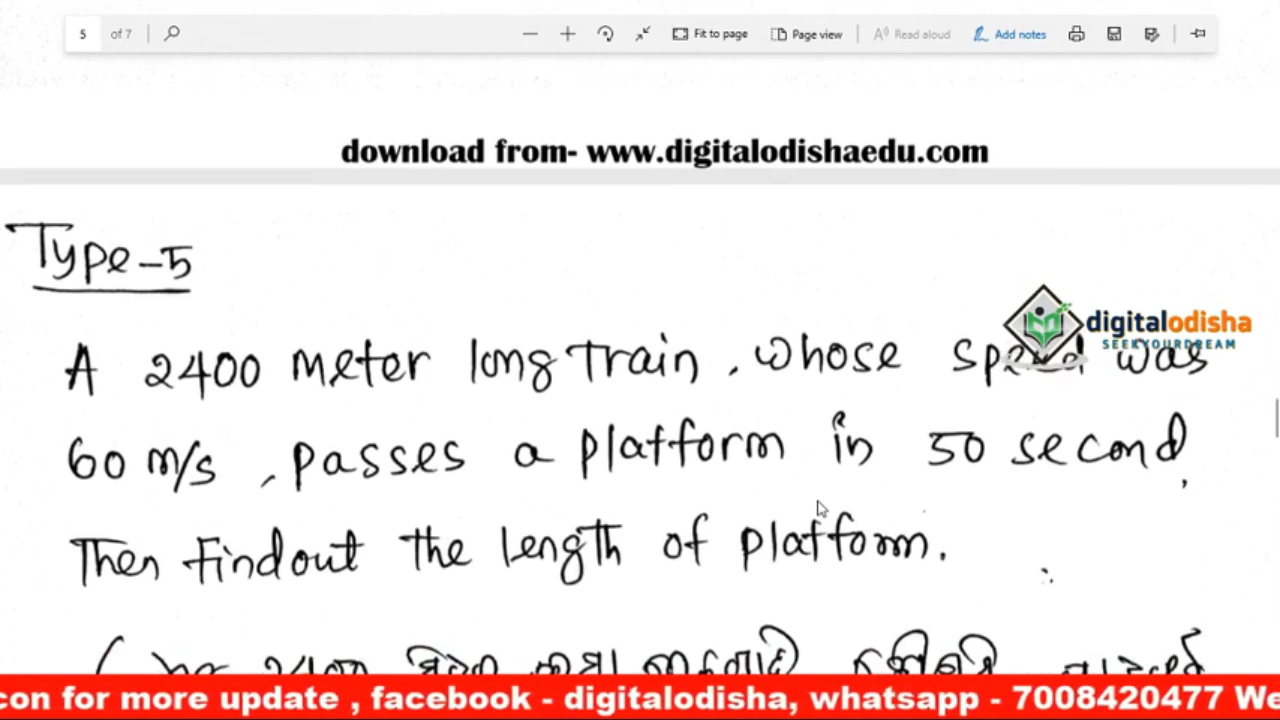 5 of 7 Fit to page Page view Read aloud Add notes
download from- www.digitalodishaedu.com
Type-5
digitalodisha
SEEK YOUR DREAM
A 2400 meter long Train, whose speed was
60 m/s, passes a platform in 50 second,
Then Findout the length of platform.
( 2400
con for more update , facebook - digitalodisha, whatsapp - 7008420477 We